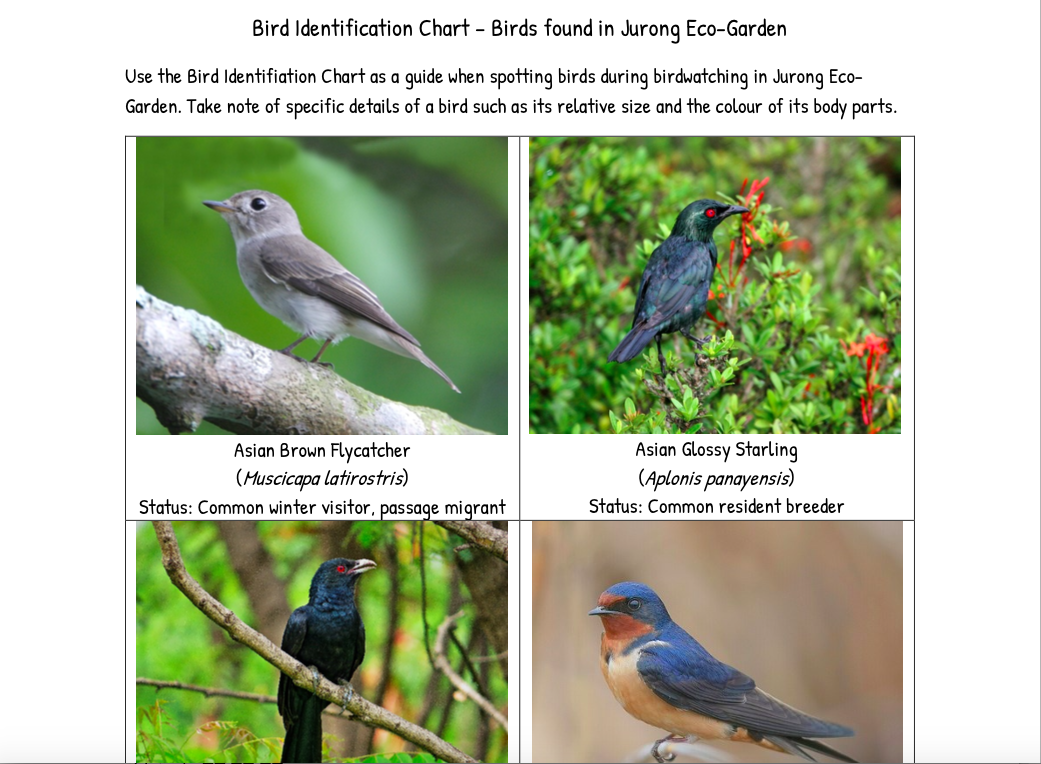 Bird Identification Chart – Birds found in Jurong Eco-Garden
Use the Bird Identifiation Chart as a guide when spotting birds during birdwatching in Jurong Eco-
Garden. Take note of specific details of a bird such as its relative size and the colour of its body parts.
Asian Brown Flycatcher
(Muscicapa latirostris)
Status: Common winter visitor, passage migrant
Asian Glossy Starling
(Aplonis panayensis)
Status: Common resident breeder